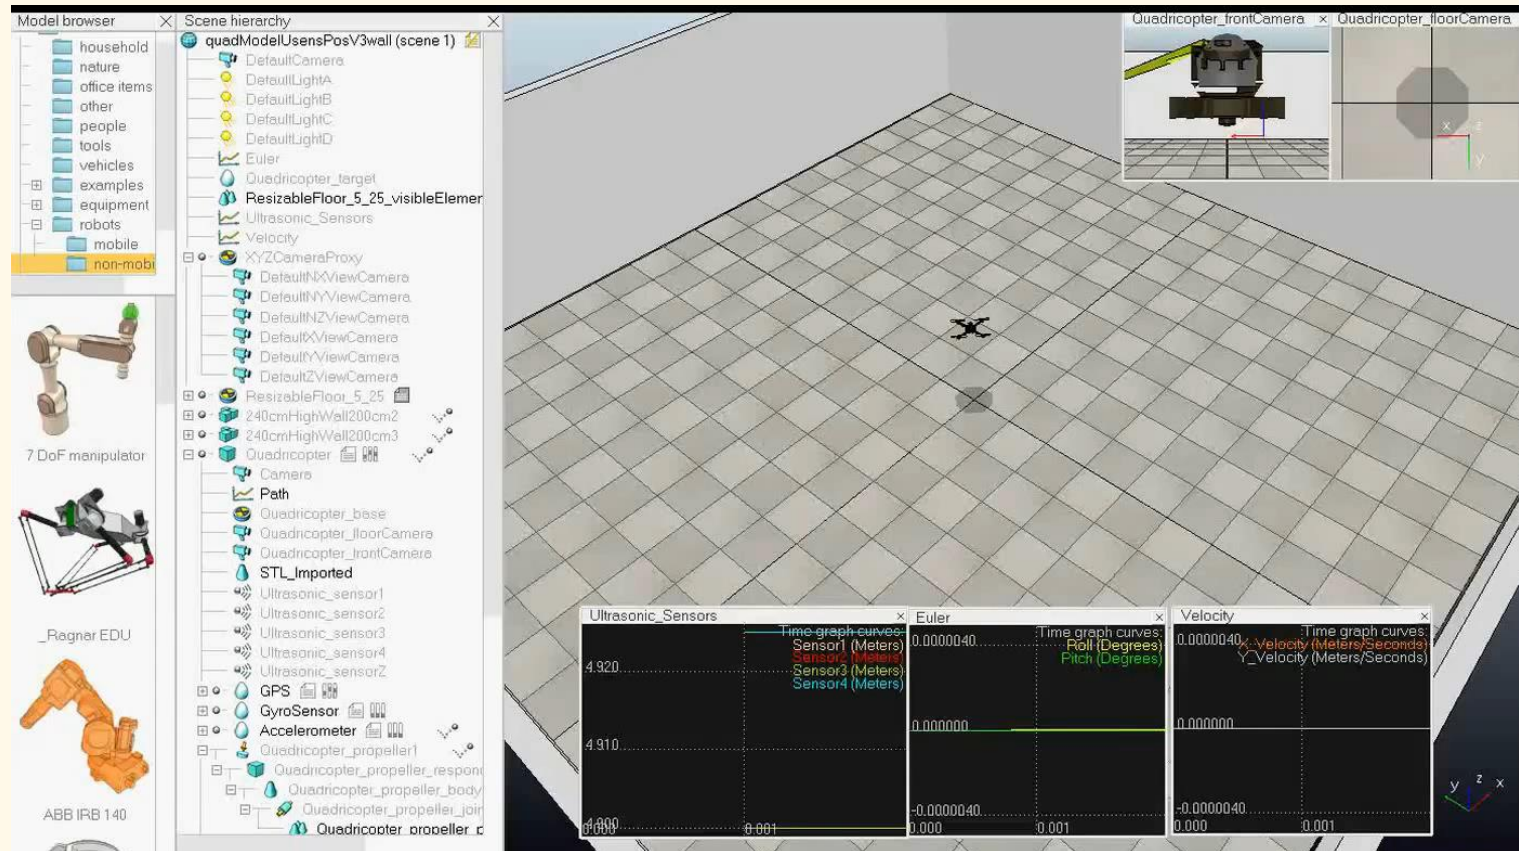 Model browser
household
nature
office items
other
people
tools
vehicles
examples
equipment
robots
mobile
non-mobi
7 DoF manipulator
_Ragnar EDU
ABB IRB 140
Scene hierarchy
quadModelUsensPosV3wall (scene 1)
DefaultCamera
DefaultLightA
DefaultLightB
DefaultLightC
DefaultLightD
Euler
Quadricopter_target
ResizableFloor_5_25_visibleElemer
Ultrasonic_Sensors
Velocity
XYZCameraProxy
DefaultNXViewCamera
DefaultNYViewCamera
DefaultNZViewCamera
DefaultXViewCamera
DefaultYViewCamera
DefaultZViewCamera
ResizableFloor_5_25
240cmHighWall200cm2
240cmHighWall200cm3
Quadricopter
Camera
Path
Quadricopter_base
Quadricopter_floorCamera
Quadricopter_frontCamera
STL_Imported
Ultrasonic_sensor1
Ultrasonic_sensor2
Ultrasonic_sensor3
Ultrasonic_sensor4
Ultrasonic_sensorZ
GPS
GyroSensor
Accelerometer
Quadricopter_propeller1
Quadricopter_propeller_respon
Quadricopter_propeller_body
Quadricopter_propeller_join
Quadricopter_propeller_p
Quadricopter_frontCamera
Quadricopter_floorCamera
x z
y
Ultrasonic_Sensors
Time graph curves:
Sensor1 (Meters)
Sensor2 (Meters)
Sensor3 (Meters)
Sensor4 (Meters)
4.920
4.910
0.001
Euler
Time graph curves:
Roll (Degrees)
Pitch (Degrees)
0.0000040
0.000000
-0.0000040
0.000 0.001
Velocity
Time graph curves:
X_Velocity (Meters/Seconds)
Y_Velocity (Meters/Seconds)
0.0000040
0.000000
-0.0000040
0.000 0.001
y z x